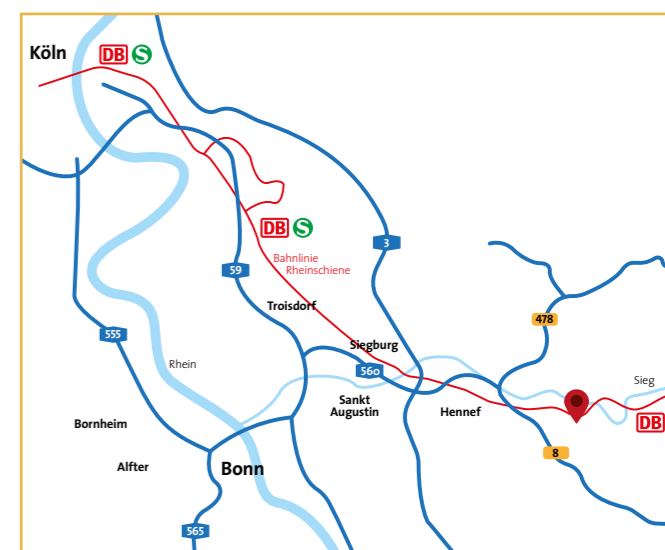 Köln
DB S
3
DB S
Bahnlinie
Rheinschiene
59
Troisdorf
478
555
Siegburg
Rhein
560
Sieg
Sankt
Augustin
Hennef
DB
Bornheim
8
Alfter
Bonn
565